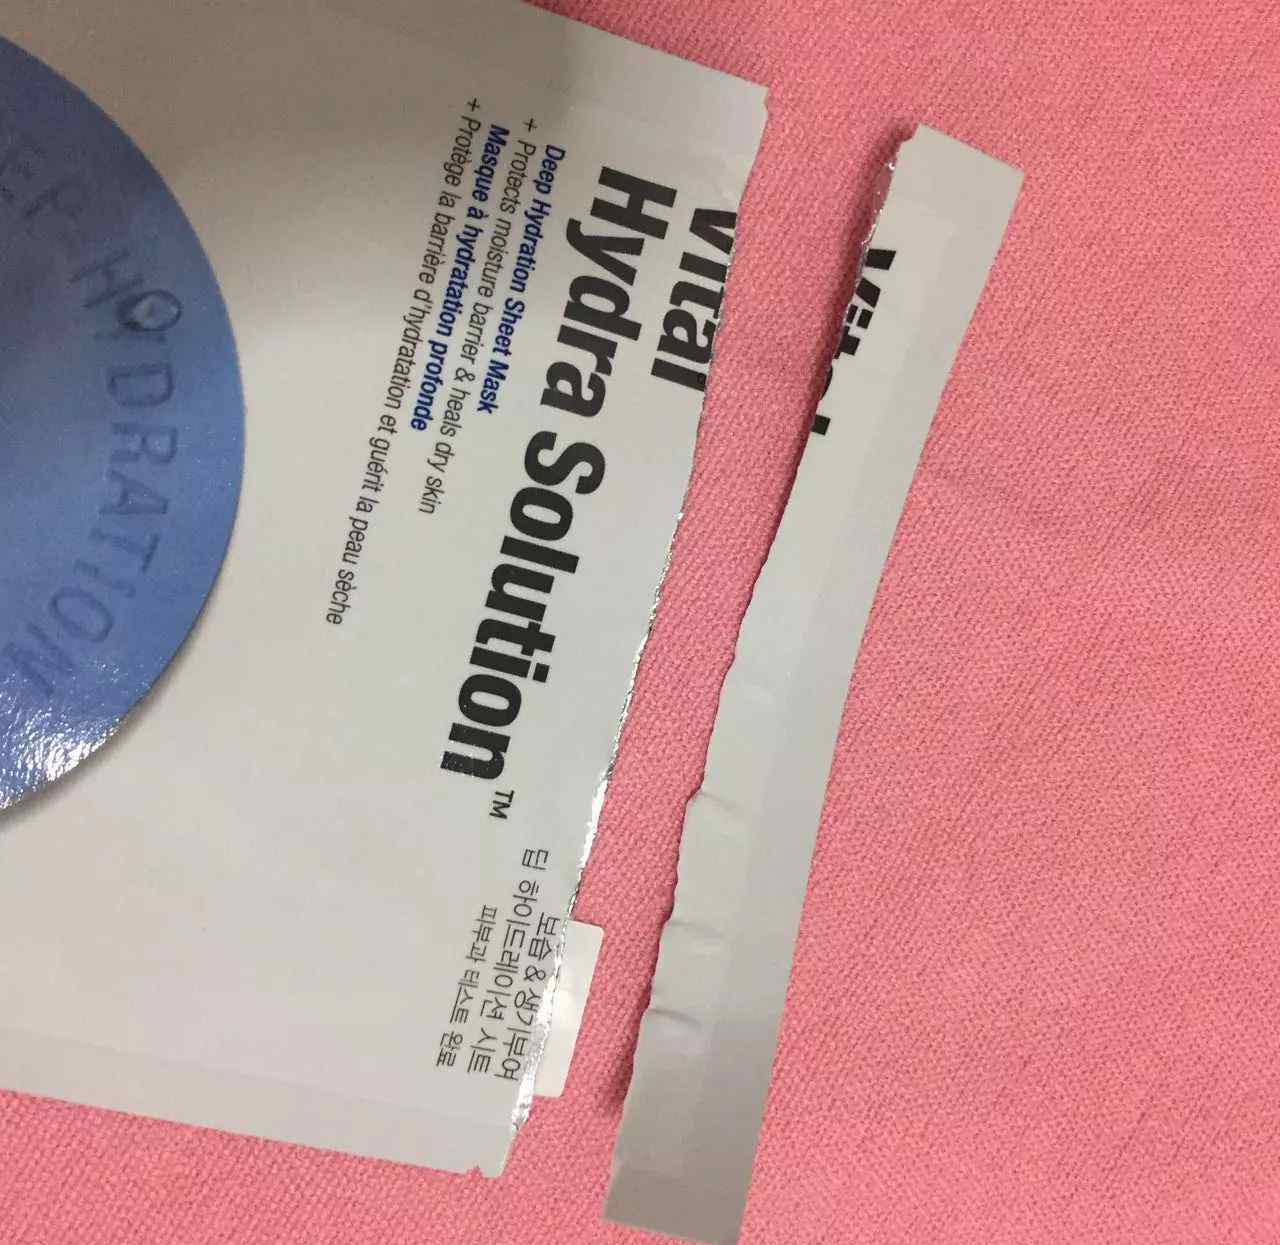 Vital
Hydra Solution™
Deep Hydration Sheet Mask
+ Protects moisture barrier & heals dry skin
Masque à hydratation profonde
+ Protège la barrière d'hydratation et guérit la peau sèche
보습 & 생기부여
딥 하이드레이션 시트
피부과 테스트 완료
HYDRATION